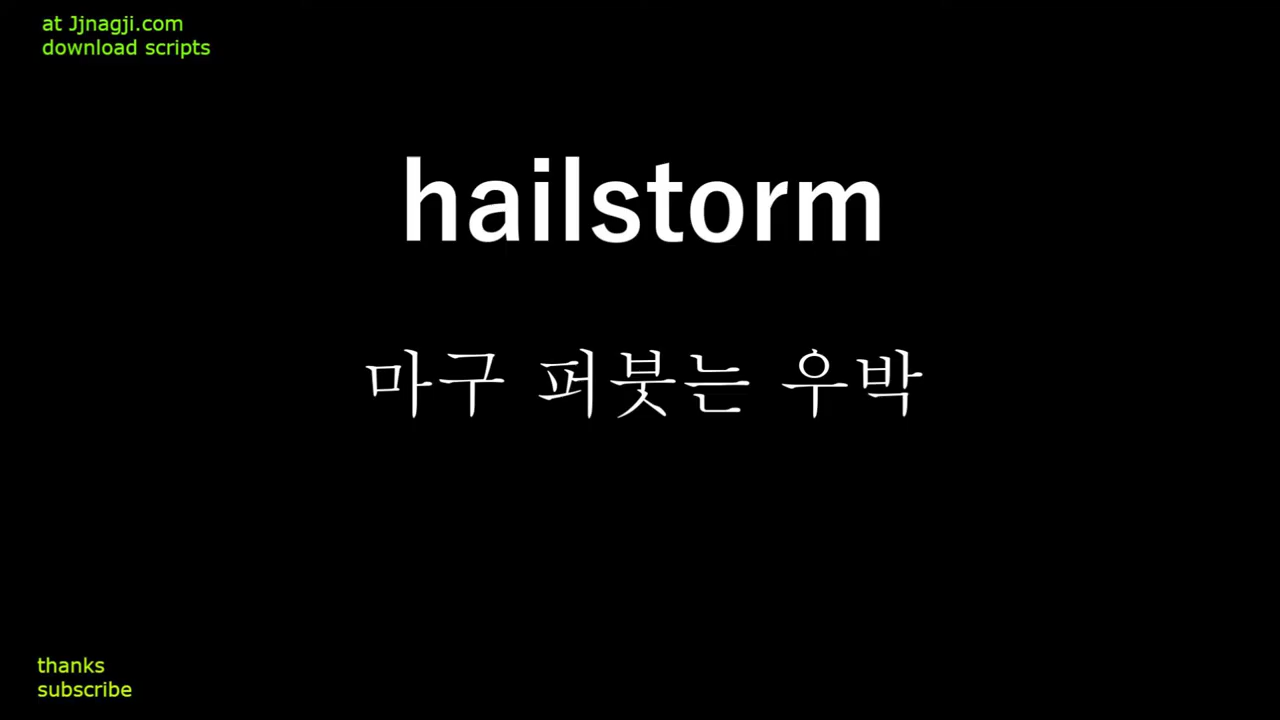 at Jjnagji.com
download scripts
hailstorm
마구 퍼붓는 우박
thanks
subscribe